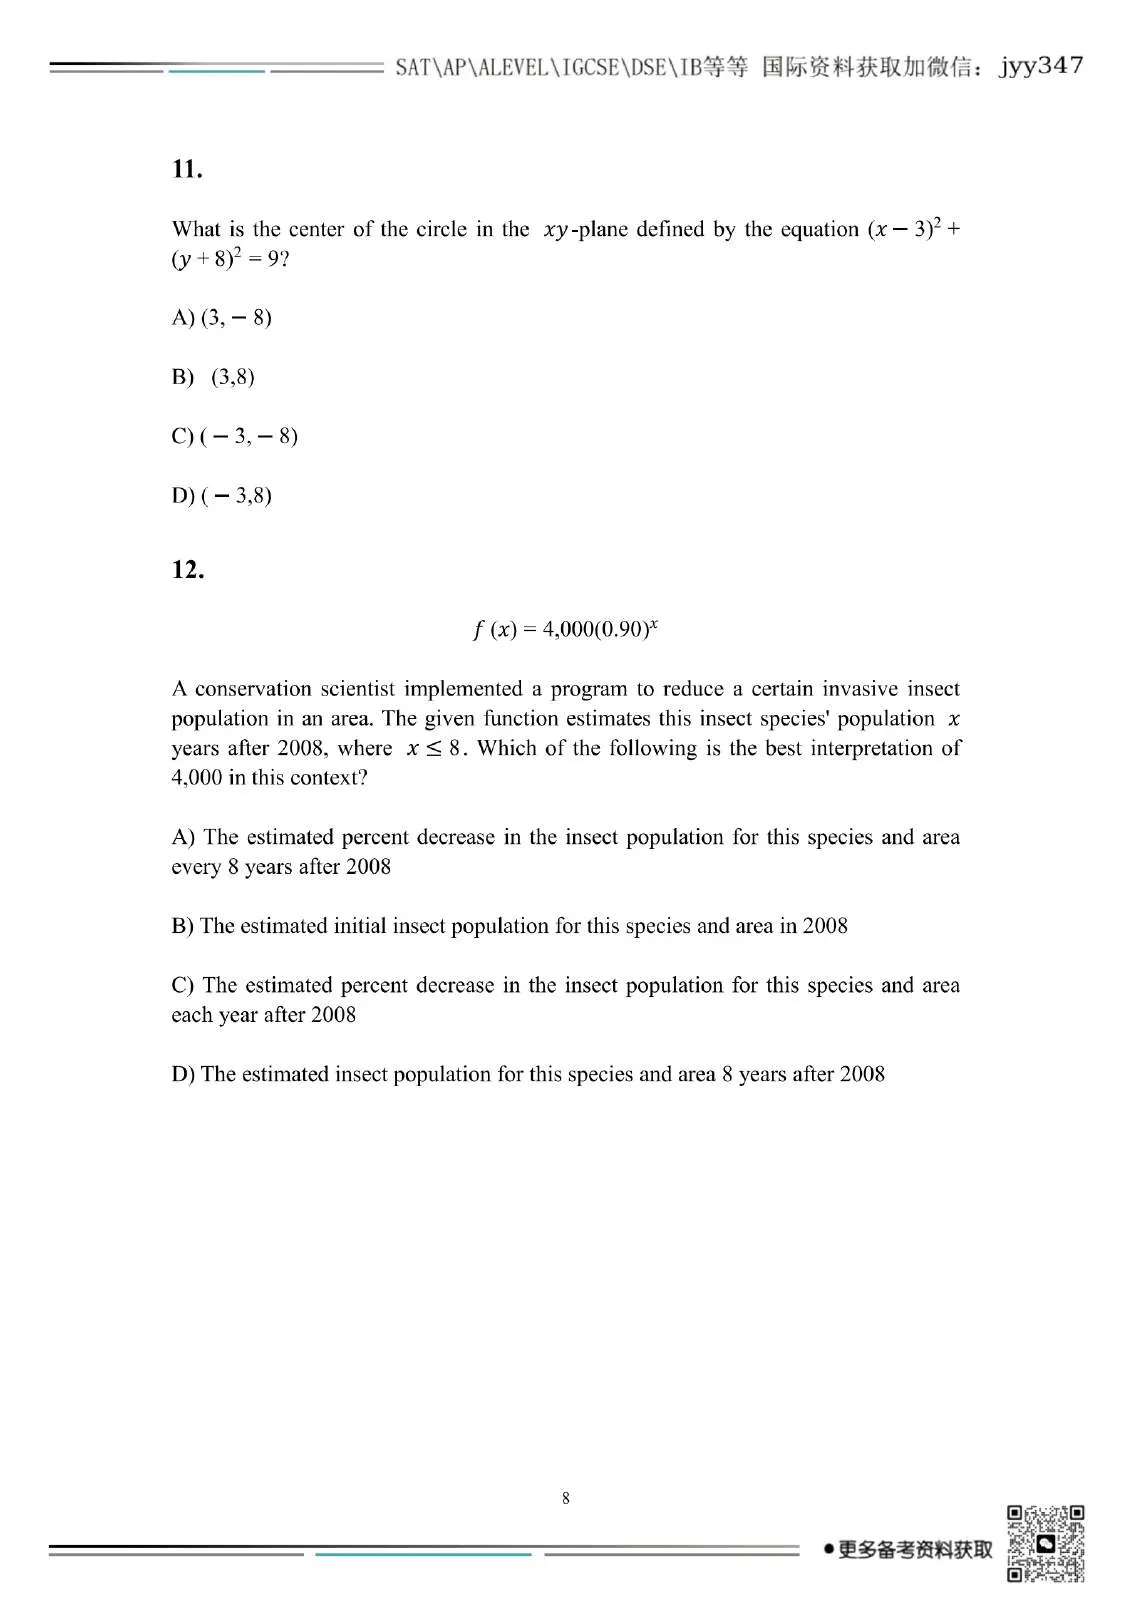 SAT\AP\ALEVEL\IGCSE\DSE\IB等等 国际资料获取加微信： jyy347
11.
What is the center of the circle in the xy-plane defined by the equation (x − 3)² +
(y + 8)² = 9?
A) (3, − 8)
B) (3,8)
C) ( − 3, − 8)
D) ( − 3,8)
12.
f (x) = 4,000(0.90)ˣ
A conservation scientist implemented a program to reduce a certain invasive insect
population in an area. The given function estimates this insect species' population x
years after 2008, where x ≤ 8. Which of the following is the best interpretation of
4,000 in this context?
A) The estimated percent decrease in the insect population for this species and area
every 8 years after 2008
B) The estimated initial insect population for this species and area in 2008
C) The estimated percent decrease in the insect population for this species and area
each year after 2008
D) The estimated insect population for this species and area 8 years after 2008
8
●更多备考资料获取